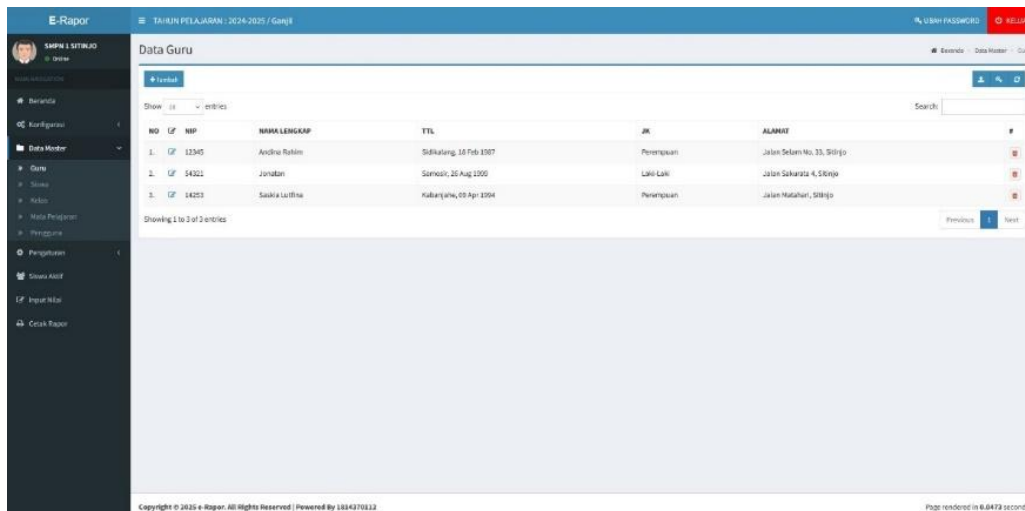 E-Rapor
TAHUN PELAJARAN : 2024-2025 / Ganjil
UBAH PASSWORD
SMPN 1 SITINJO
Online
MAIN NAVIGATION
Beranda
Konfigurasi
Data Master
Guru
Siswa
Kelas
Mata Pelajaran
Pengguna
Pengaturan
Siswa Aktif
Input Nilai
Cetak Rapor
Data Guru
Beranda
Data Master
Tambah
Show 10 entries
Search:
NO NIP NAMA LENGKAP TTL JK ALAMAT #
1. 12345 Andina Rahim Sidikalang, Feb 1987 Perempuan Jalan No. 33, Sitinjo
2. 54321 Jonatan Samosir, 26 Aug Laki-Laki Jalan 4, Sitinjo
3. 14253 Saskia Lutfina Kabanjahe, 09 Apr 1994 Perempuan Jalan Matahari, Sitinjo
Showing 1 to 3 of 3 entries
Previous 1 Next
Copyright © 2025 e-Rapor. All Rights Reserved | Powered By 1814370112
Page rendered in 0.0473 second